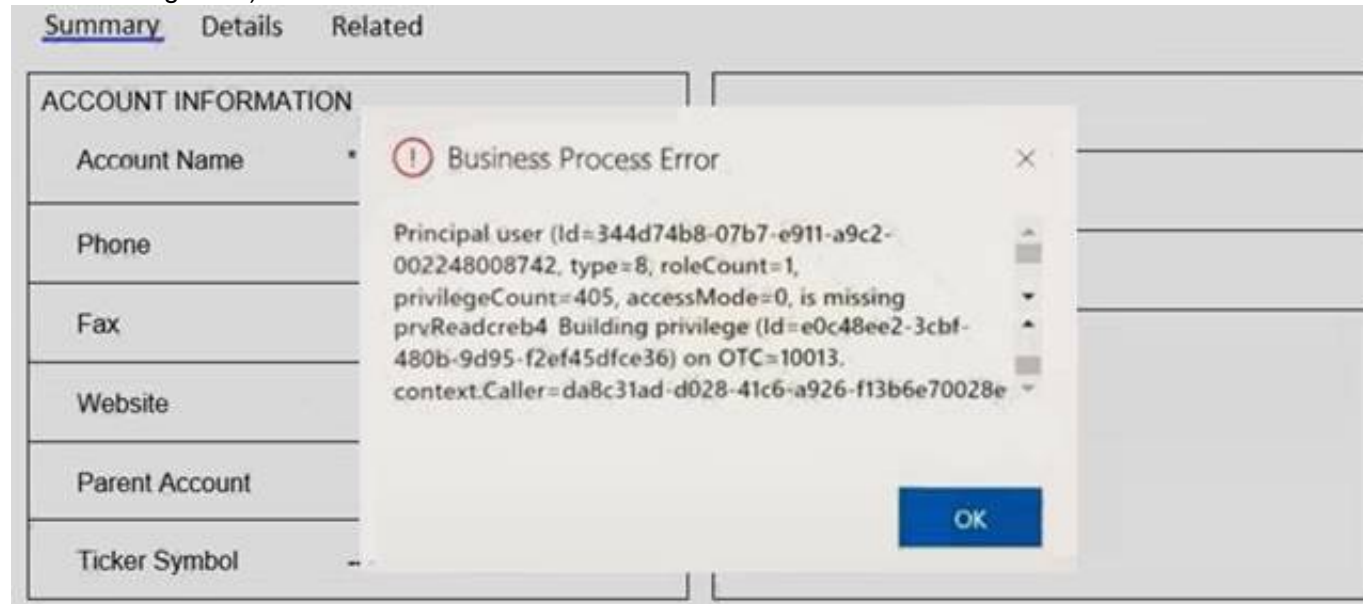 Summary Details Related
ACCOUNT INFORMATION
Account Name *
Phone
Fax
Website
Parent Account
Ticker Symbol --
Business Process Error
Principal user (Id=344d74b8-07b7-e911-a9c2-
002248008742, type=8, roleCount=1,
privilegeCount=405, accessMode=0, is missing
prvReadcreb4 Building privilege (Id=e0c48ee2-3cbf-
480b-9d95-f2ef45dfce36) on OTC=10013.
context.Caller=da8c31ad-d028-41c6-a926-f13b6e70028e
OK